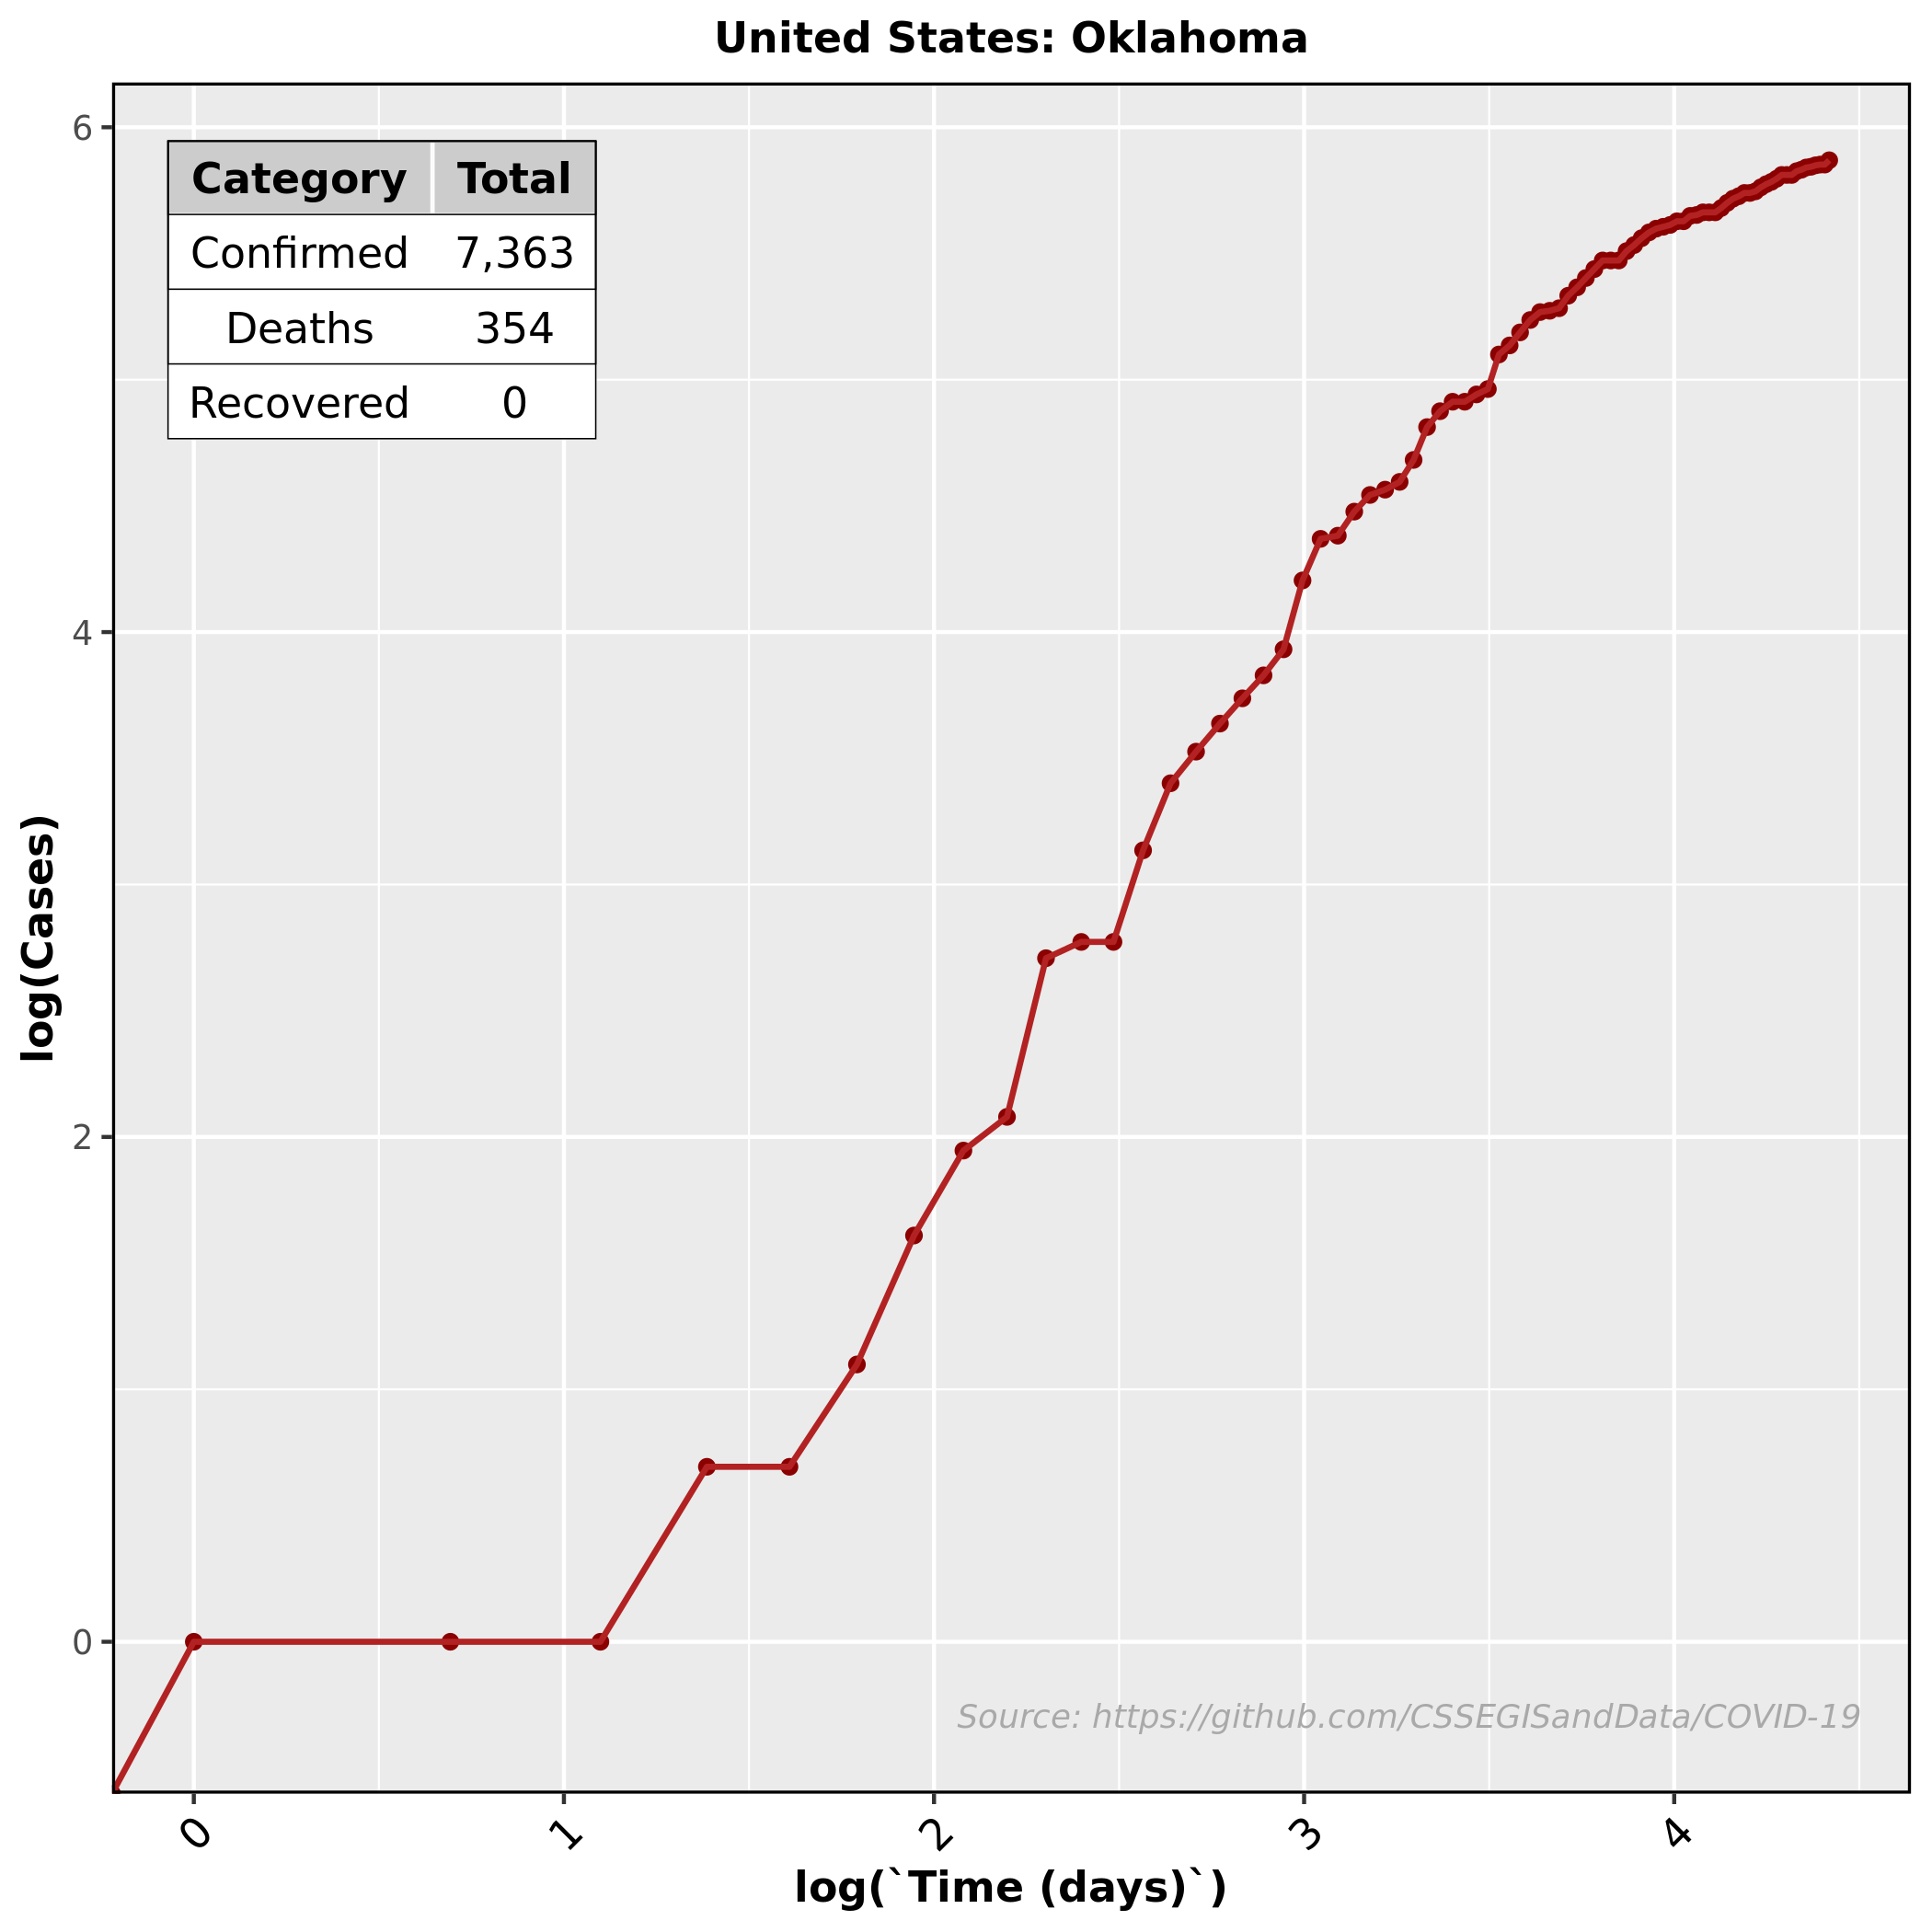 United States: Oklahoma
6
4
2
0
log(Cases)
Category Total
Confirmed 7,363
Deaths 354
Recovered 0
Source: https://github.com/CSSEGISandData/COVID-19
0 1 2 3 4
log(`Time (days)`)